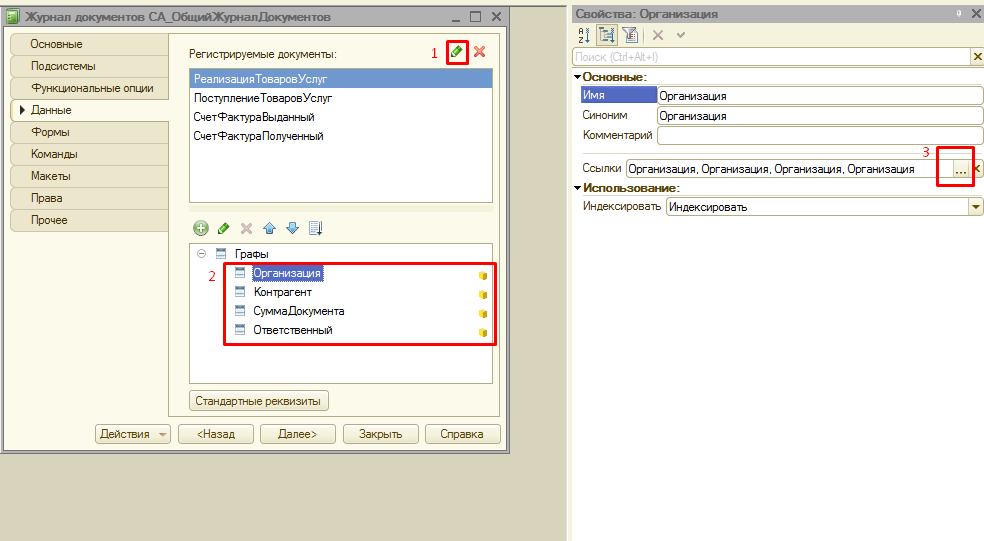 Журнал документов СА_ОбщийЖурналДокументов
Основные
Подсистемы
Функциональные опции
Данные
Формы
Команды
Макеты
Права
Прочее
Регистрируемые документы:
1
РеализацияТоваровУслуг
ПоступлениеТоваровУслуг
СчетФактураВыданный
СчетФактураПолученный
Графы
2
Организация
Контрагент
СуммаДокумента
Ответственный
Стандартные реквизиты
Действия
<Назад
Далее>
Закрыть
Справка
Свойства: Организация
Поиск (Ctrl+Alt+I)
Основные:
Имя Организация
Синоним Организация
Комментарий
3
Ссылки Организация, Организация, Организация, Организация ...
Использование:
Индексировать Индексировать